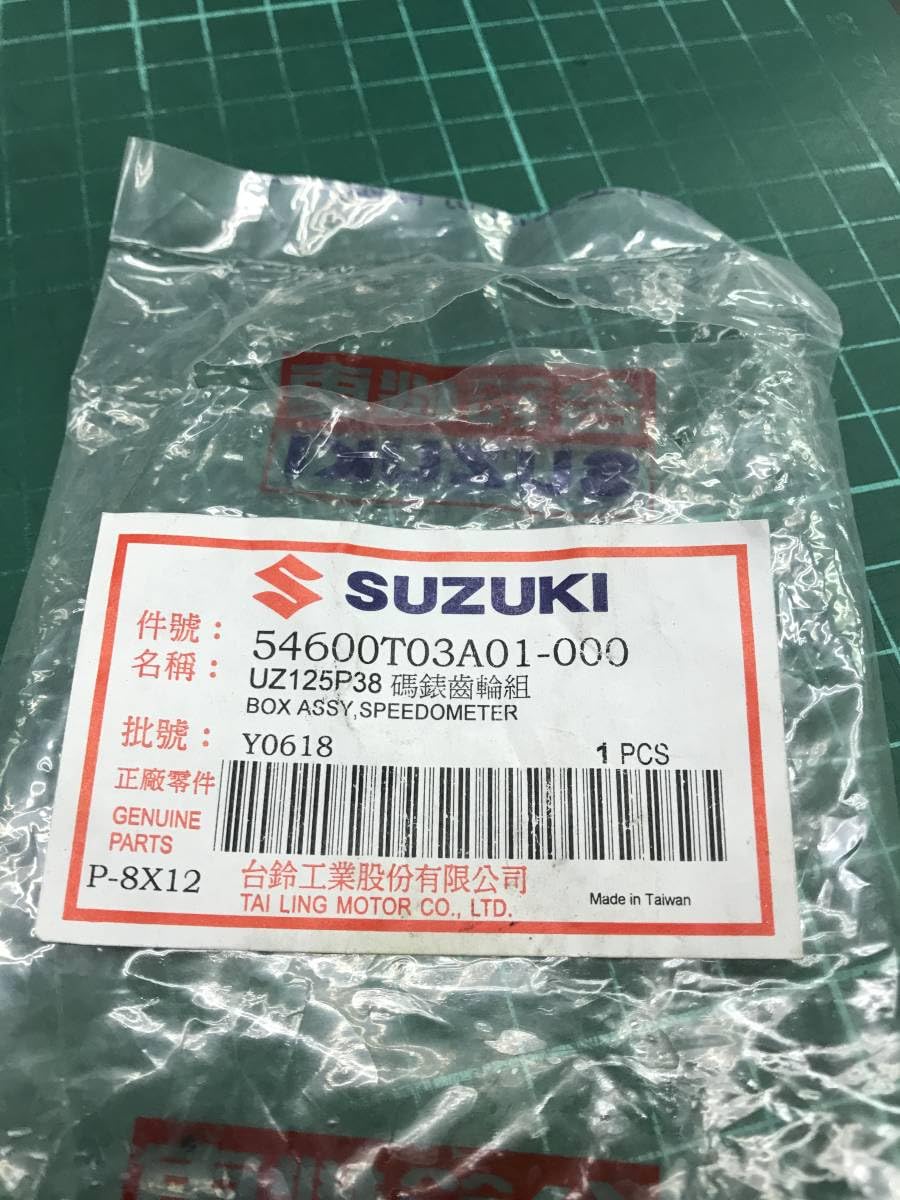 SUZUKI
SUZUKI
件號： 54600T03A01-000
名稱： UZ125P38 碼錶齒輪組
BOX ASSY,SPEEDOMETER
批號： Y0618 1 PCS
正廠零件
GENUINE
PARTS
P-8X12
台鈴工業股份有限公司
TAI LING MOTOR CO., LTD.
Made in Taiwan